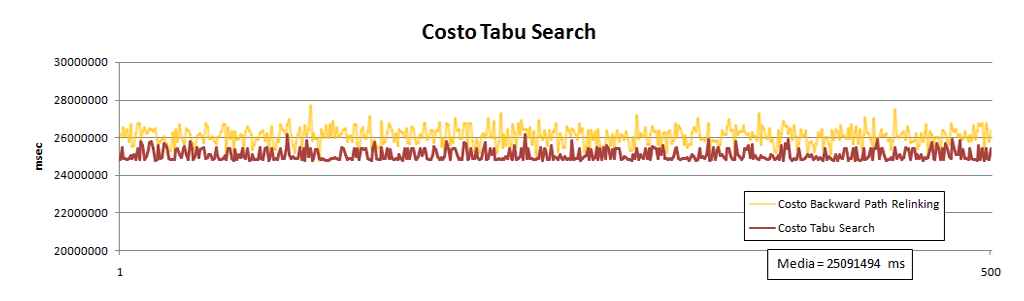 Costo Tabu Search
30000000
28000000
26000000
24000000
22000000
20000000
msec
Costo Backward Path Relinking
Costo Tabu Search
Media = 25091494 ms
1
500